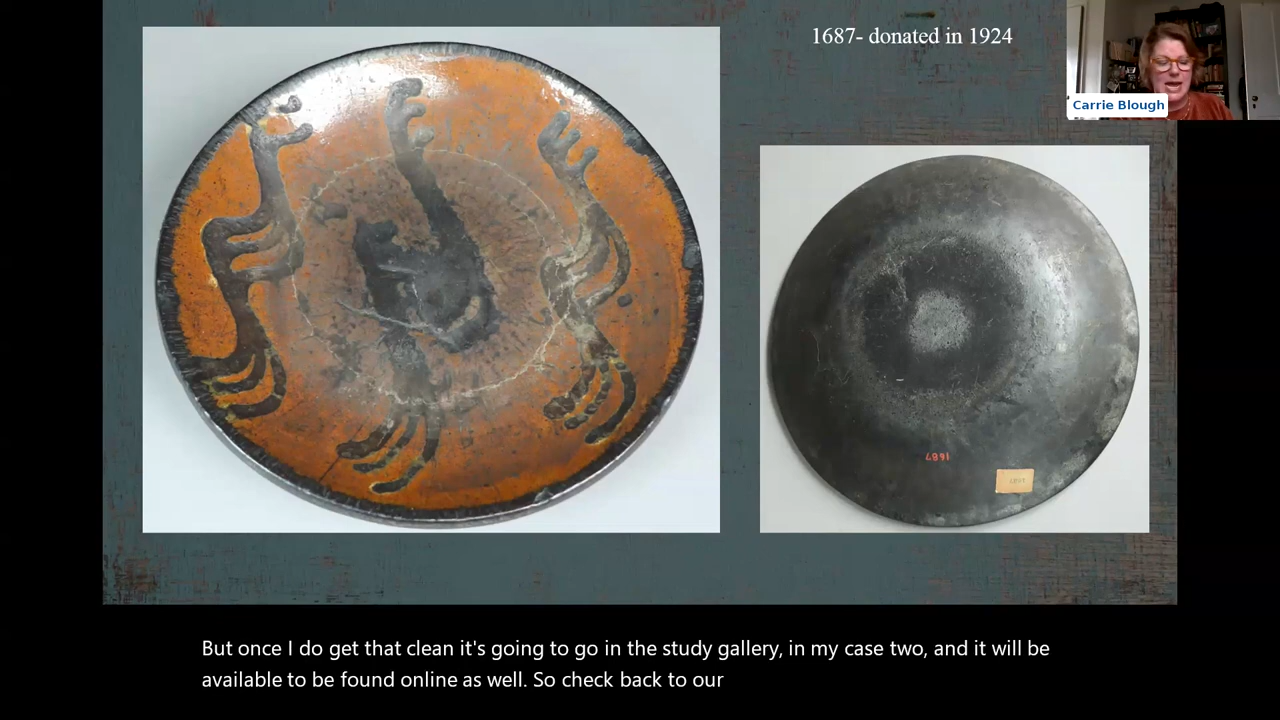 1687- donated in 1924
Carrie Blough
1687
But once I do get that clean it's going to go in the study gallery, in my case two, and it will be
available to be found online as well. So check back to our